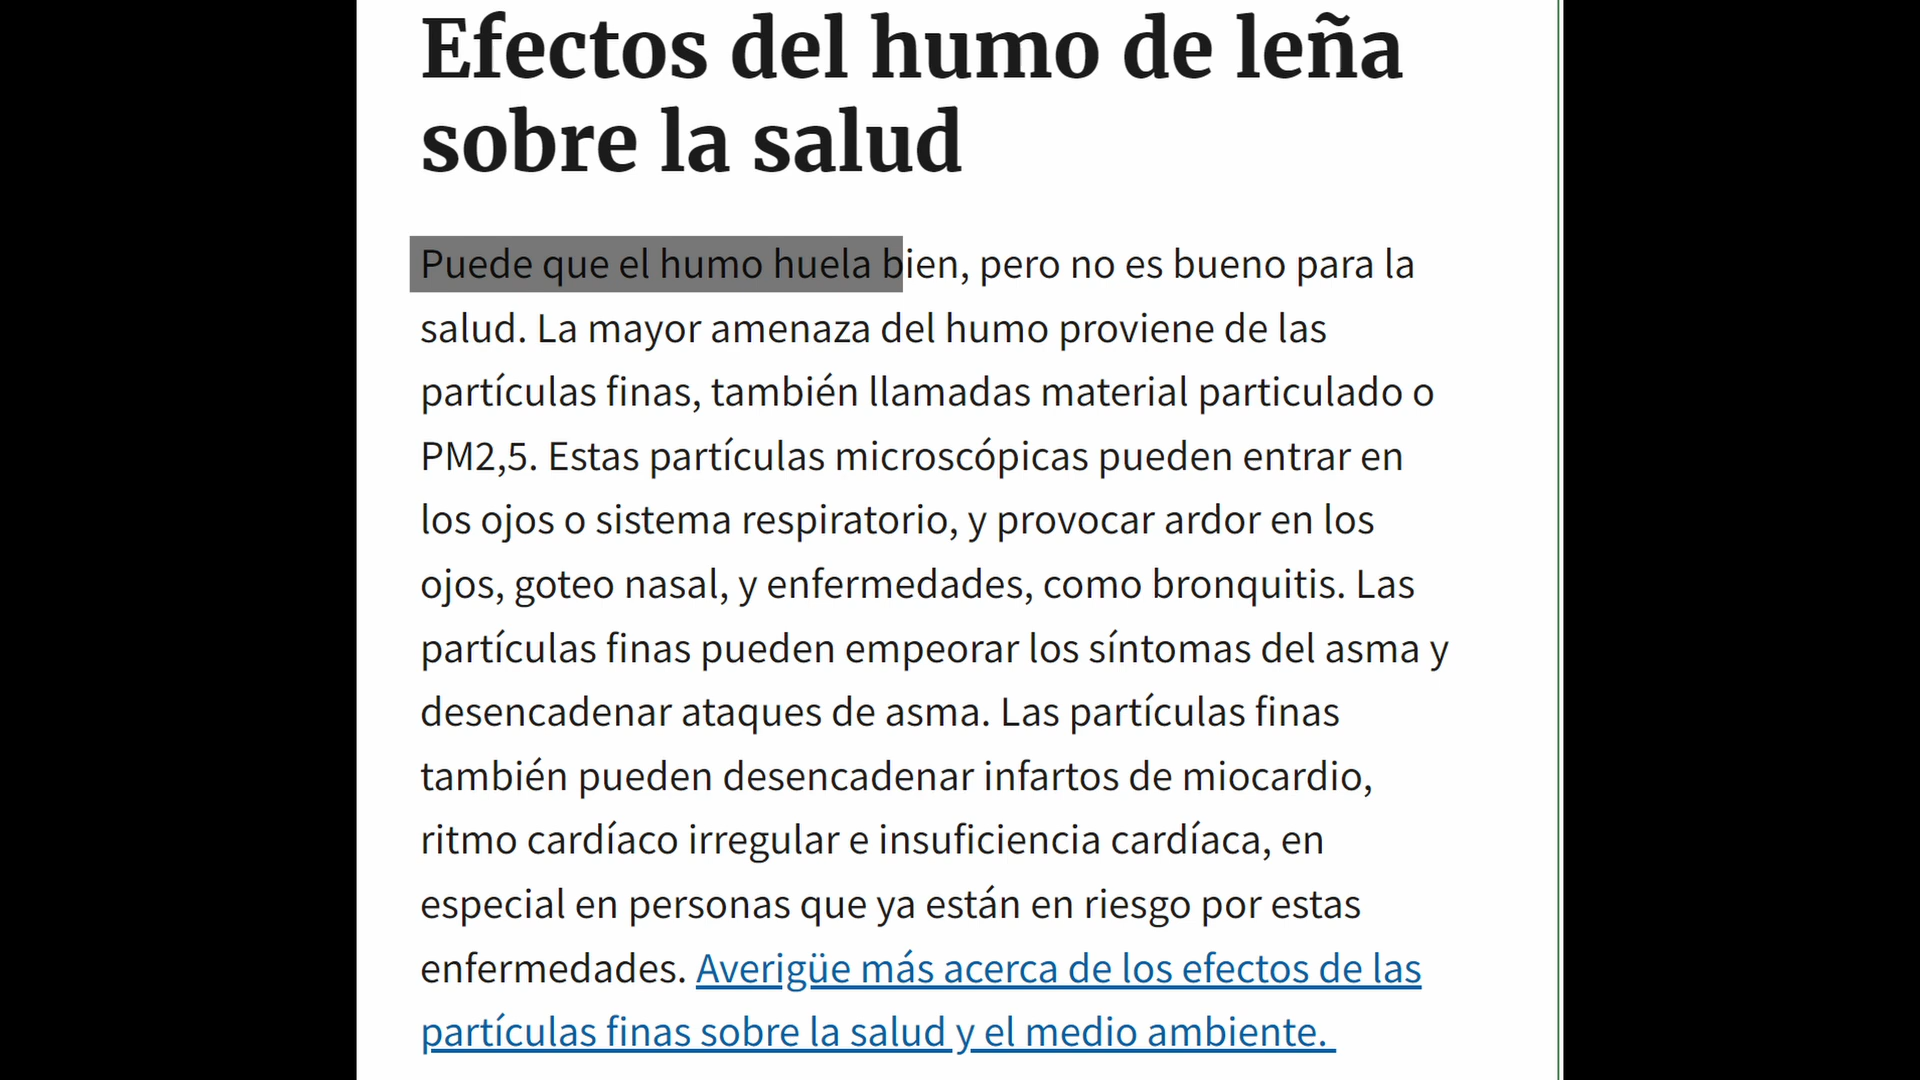 Efectos del humo de leña
sobre la salud
Puede que el humo huela bien, pero no es bueno para la
salud. La mayor amenaza del humo proviene de las
partículas finas, también llamadas material particulado o
PM2,5. Estas partículas microscópicas pueden entrar en
los ojos o sistema respiratorio, y provocar ardor en los
ojos, goteo nasal, y enfermedades, como bronquitis. Las
partículas finas pueden empeorar los síntomas del asma y
desencadenar ataques de asma. Las partículas finas
también pueden desencadenar infartos de miocardio,
ritmo cardíaco irregular e insuficiencia cardíaca, en
especial en personas que ya están en riesgo por estas
enfermedades. Averigüe más acerca de los efectos de las
partículas finas sobre la salud y el medio ambiente.